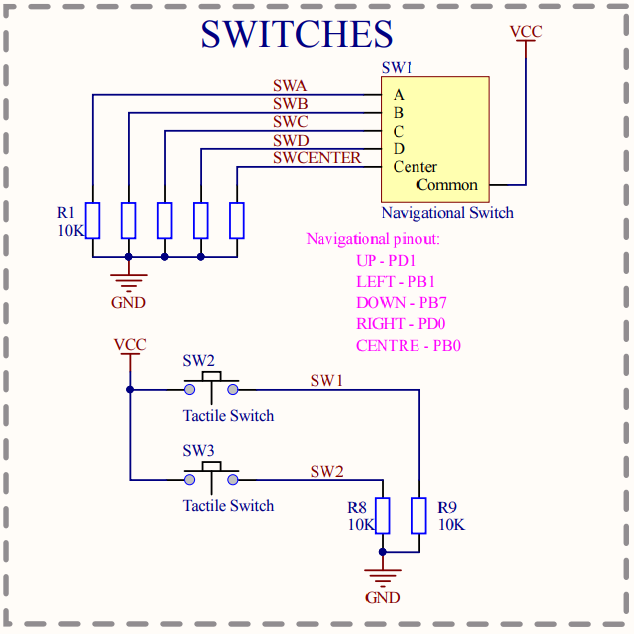 SWITCHES
VCC
SW1
SWA
A
SWB
B
SWC
C
SWD
D
SWCENTER
Center
Common
R1
10K
Navigational Switch
Navigational pinout:
UP - PD1
LEFT - PB1
DOWN - PB7
RIGHT - PD0
CENTRE - PB0
GND
VCC
SW2
SW1
Tactile Switch
SW3
SW2
Tactile Switch
R8
10K
R9
10K
GND